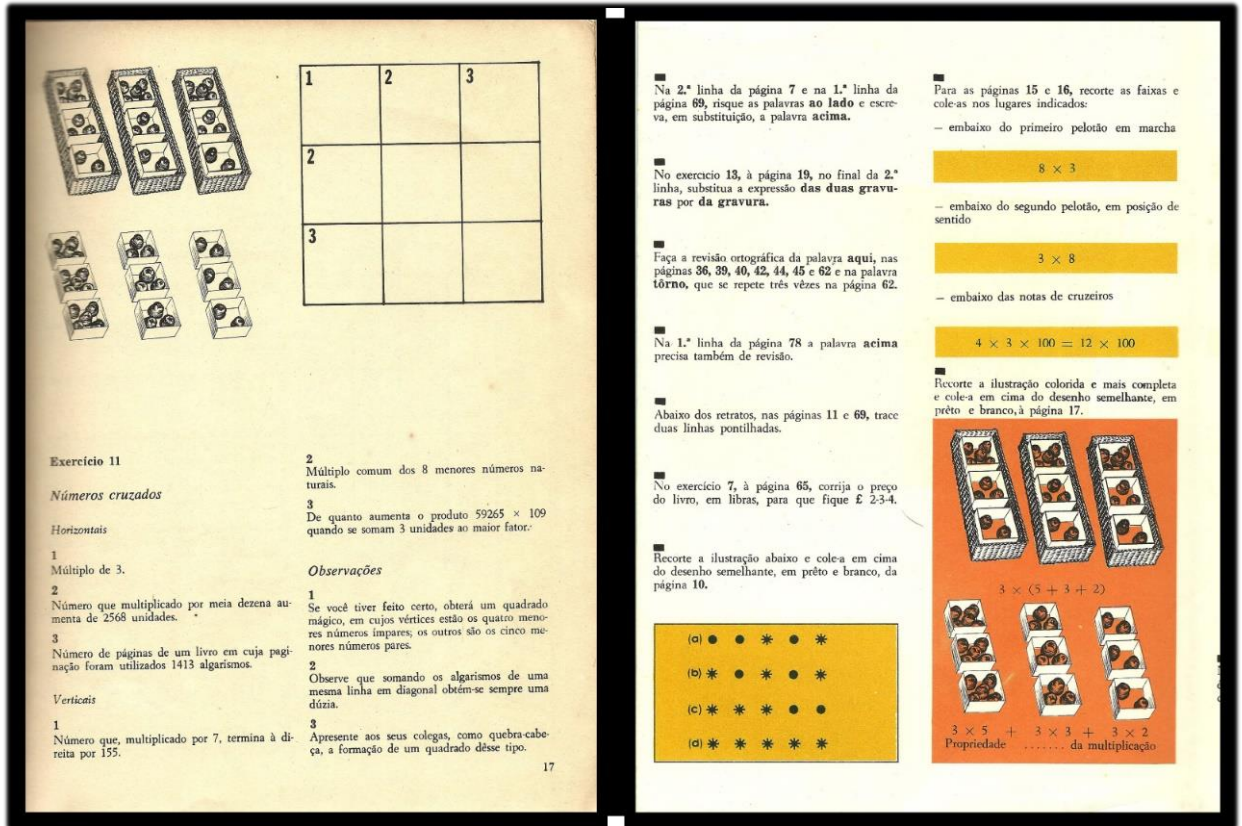 1 2 3
2
3
Exercício 11
Números cruzados
Horizontais
1
Múltiplo de 3.
2
Número que multiplicado por meia dezena au-
menta de 2568 unidades.
3
Número de páginas de um livro em cuja pagi-
nação foram utilizados 1413 algarismos.
Verticais
1
Número que, multiplicado por 7, termina à di-
reita por 155.
2
Múltiplo comum dos 8 menores números na-
turais.
3
De quanto aumenta o produto 59265 × 109
quando se somam 3 unidades ao maior fator.
Observações
1
Se você tiver feito certo, obterá um quadrado
mágico, em cujos vértices estão os quatro meno-
res números ímpares; os outros são os cinco me-
nores números pares.
2
Observe que somando os algarismos de uma
mesma linha em diagonal obtém-se sempre uma
dúzia.
3
Apresente aos seus colegas, como quebra-cabe-
ça, a formação de um quadrado dêsse tipo.
17
Na 2.ª linha da página 7 e na 1.ª linha da
página 69, risque as palavras ao lado e escre-
va, em substituição, a palavra acima.
No exercício 13, à página 19, no final da 2.ª
linha, substitua a expressão das duas gravu-
ras por da gravura.
Faça a revisão ortográfica da palavra aqui, nas
páginas 36, 39, 40, 42, 44, 45 e 62 e na palavra
tôrno, que se repete três vêzes na página 62.
Na 1.ª linha da página 78 a palavra acima
precisa também de revisão.
Abaixo dos retratos, nas páginas 11 e 69, trace
duas linhas pontilhadas.
No exercício 7, à página 65, corrija o preço
do livro, em libras, para que fique £ 2-3-4.
Recorte a ilustração abaixo e cole-a em cima
do desenho semelhante, em prêto e branco, da
página 10.
(a)
(b)
(c)
(d)
Para as páginas 15 e 16, recorte as faixas e
cole-as nos lugares indicados:
— embaixo do primeiro pelotão em marcha
8 × 3
— embaixo do segundo pelotão, em posição de
sentido
3 × 8
— embaixo das notas de cruzeiros
4 × 3 × 100 = 12 × 100
Recorte a ilustração colorida e mais completa
e cole-a em cima do desenho semelhante, em
prêto e branco, à página 17.
3 × (5 + 3 + 2)
3 × 5 + 3 × 3 + 3 × 2
Propriedade ....... da multiplicação